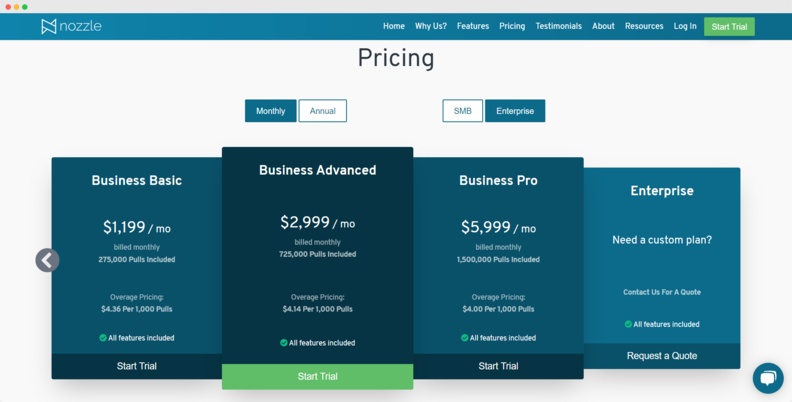 nozzle
Home Why Us? Features Pricing Testimonials About Resources Log In Start Trial
Pricing
Monthly Annual SMB Enterprise
Business Basic
$1,199 / mo
billed monthly
275,000 Pulls Included
Overage Pricing:
$4.36 Per 1,000 Pulls
All features included
Start Trial
Business Advanced
$2,999 / mo
billed monthly
725,000 Pulls Included
Overage Pricing:
$4.14 Per 1,000 Pulls
All features included
Start Trial
Business Pro
$5,999 / mo
billed monthly
1,500,000 Pulls Included
Overage Pricing:
$4.00 Per 1,000 Pulls
All features included
Start Trial
Enterprise
Need a custom plan?
Contact Us For A Quote
All features included
Request a Quote